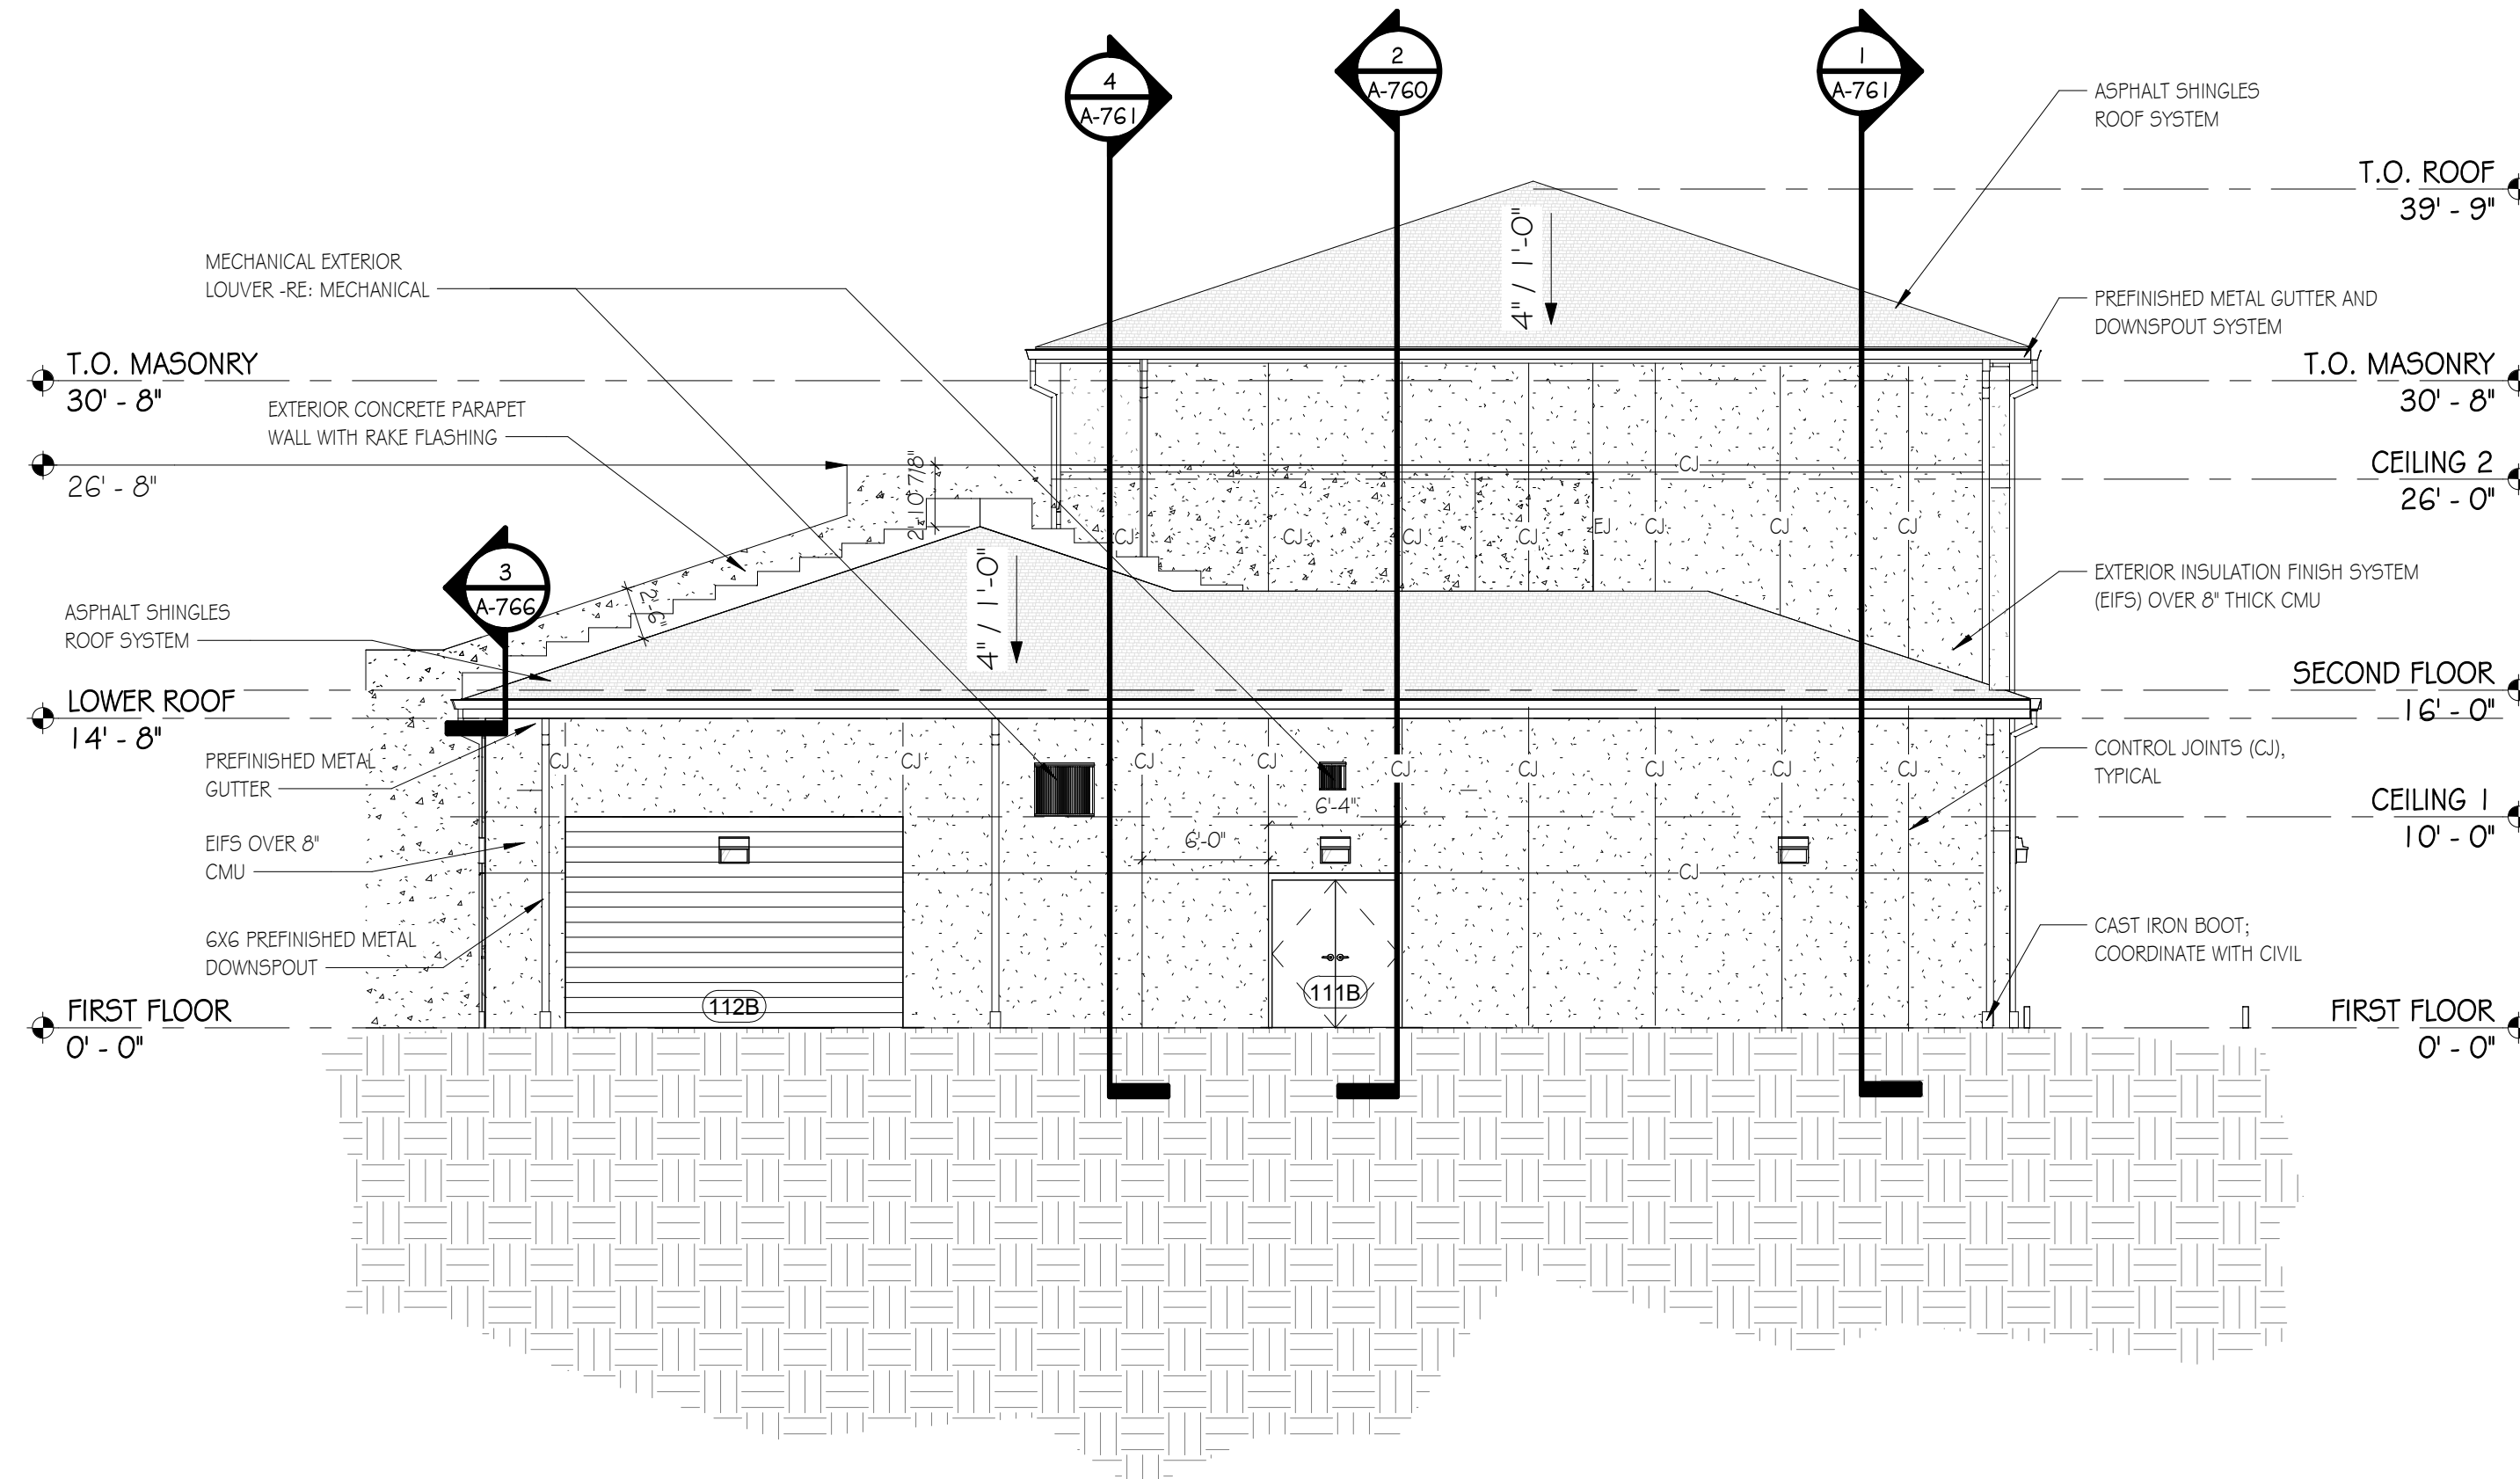 4
A-761
2
A-760
1
A-761
ASPHALT SHINGLES
ROOF SYSTEM
T.O. ROOF
39' - 9"
4" / 1'-0"
MECHANICAL EXTERIOR
LOUVER -RE: MECHANICAL
PREFINISHED METAL GUTTER AND
DOWNSPOUT SYSTEM
T.O. MASONRY
30' - 8"
T.O. MASONRY
30' - 8"
EXTERIOR CONCRETE PARAPET
WALL WITH RAKE FLASHING
26' - 8"
2'-10 7/8"
CJ
CEILING 2
26' - 0"
CJ
CJ
CJ
CJ
EJ
CJ
CJ
CJ
4" / 1'-0"
3
A-766
2'-6"
ASPHALT SHINGLES
ROOF SYSTEM
EXTERIOR INSULATION FINISH SYSTEM
(EIFS) OVER 8" THICK CMU
LOWER ROOF
14' - 8"
SECOND FLOOR
16' - 0"
PREFINISHED METAL
GUTTER
CJ
CJ
CJ
CJ
CJ
CJ
CJ
CJ
CJ
CONTROL JOINTS (CJ),
TYPICAL
6'-4"
6'-0"
CEILING 1
10' - 0"
EIFS OVER 8"
CMU
CJ
6X6 PREFINISHED METAL
DOWNSPOUT
CAST IRON BOOT;
COORDINATE WITH CIVIL
112B
111B
FIRST FLOOR
0' - 0"
FIRST FLOOR
0' - 0"